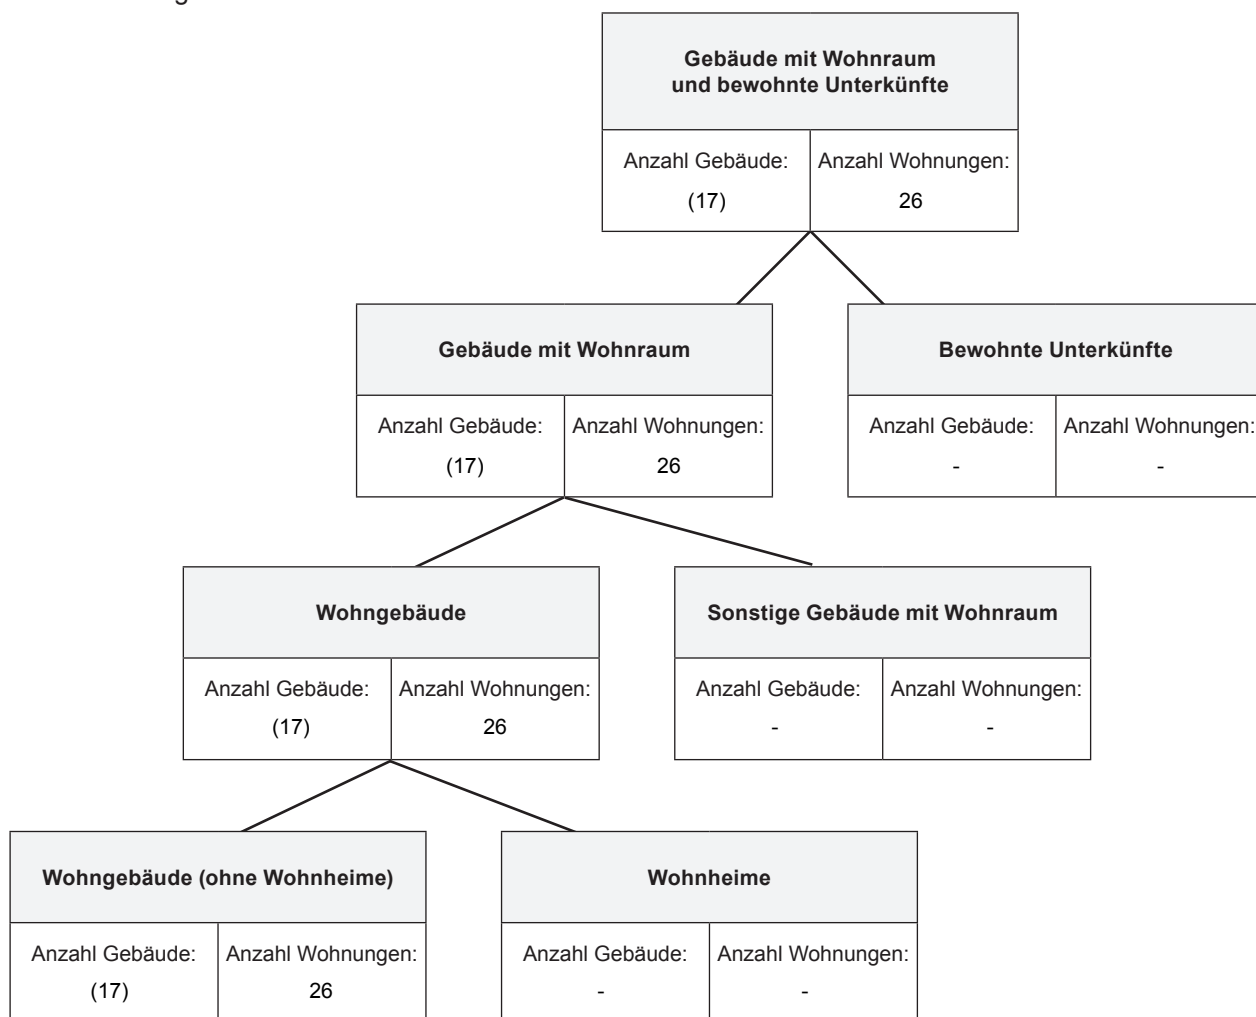 Gebäude mit Wohnraum
und bewohnte Unterkünfte
Anzahl Gebäude: Anzahl Wohnungen:
(17) 26
Gebäude mit Wohnraum
Anzahl Gebäude: Anzahl Wohnungen:
(17) 26
Bewohnte Unterkünfte
Anzahl Gebäude: Anzahl Wohnungen:
- -
Wohngebäude
Anzahl Gebäude: Anzahl Wohnungen:
(17) 26
Sonstige Gebäude mit Wohnraum
Anzahl Gebäude: Anzahl Wohnungen:
- -
Wohngebäude (ohne Wohnheime)
Anzahl Gebäude: Anzahl Wohnungen:
(17) 26
Wohnheime
Anzahl Gebäude: Anzahl Wohnungen:
- -